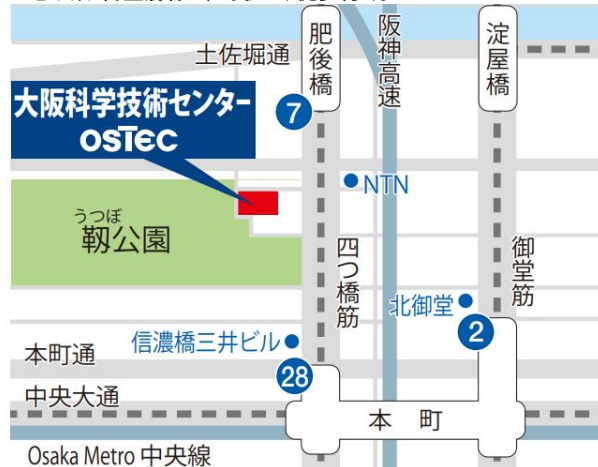 土佐堀通
肥後橋
阪神高速
淀屋橋
大阪科学技術センター
OSTEC
7
NTN
うつぼ
靱公園
四つ橋筋
御堂筋
北御堂
2
信濃橋三井ビル
本町通
28
中央大通
本町
Osaka Metro 中央線